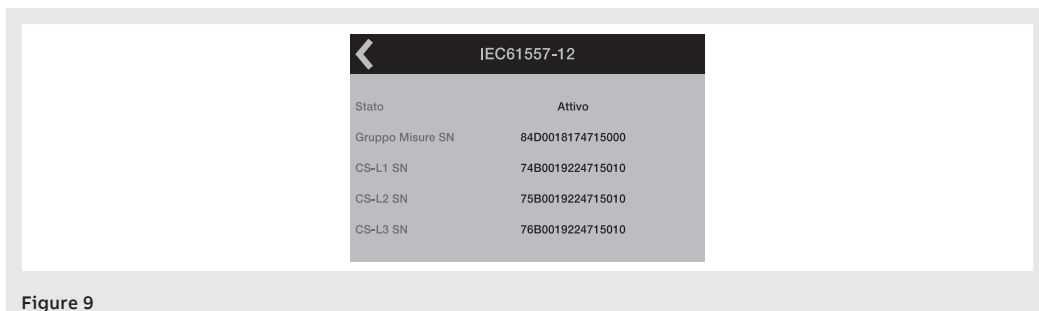 IEC61557-12
Stato Attivo
Gruppo Misure SN 84D0018174715000
CS-L1 SN 74B0019224715010
CS-L2 SN 75B0019224715010
CS-L3 SN 76B0019224715010
Figure 9